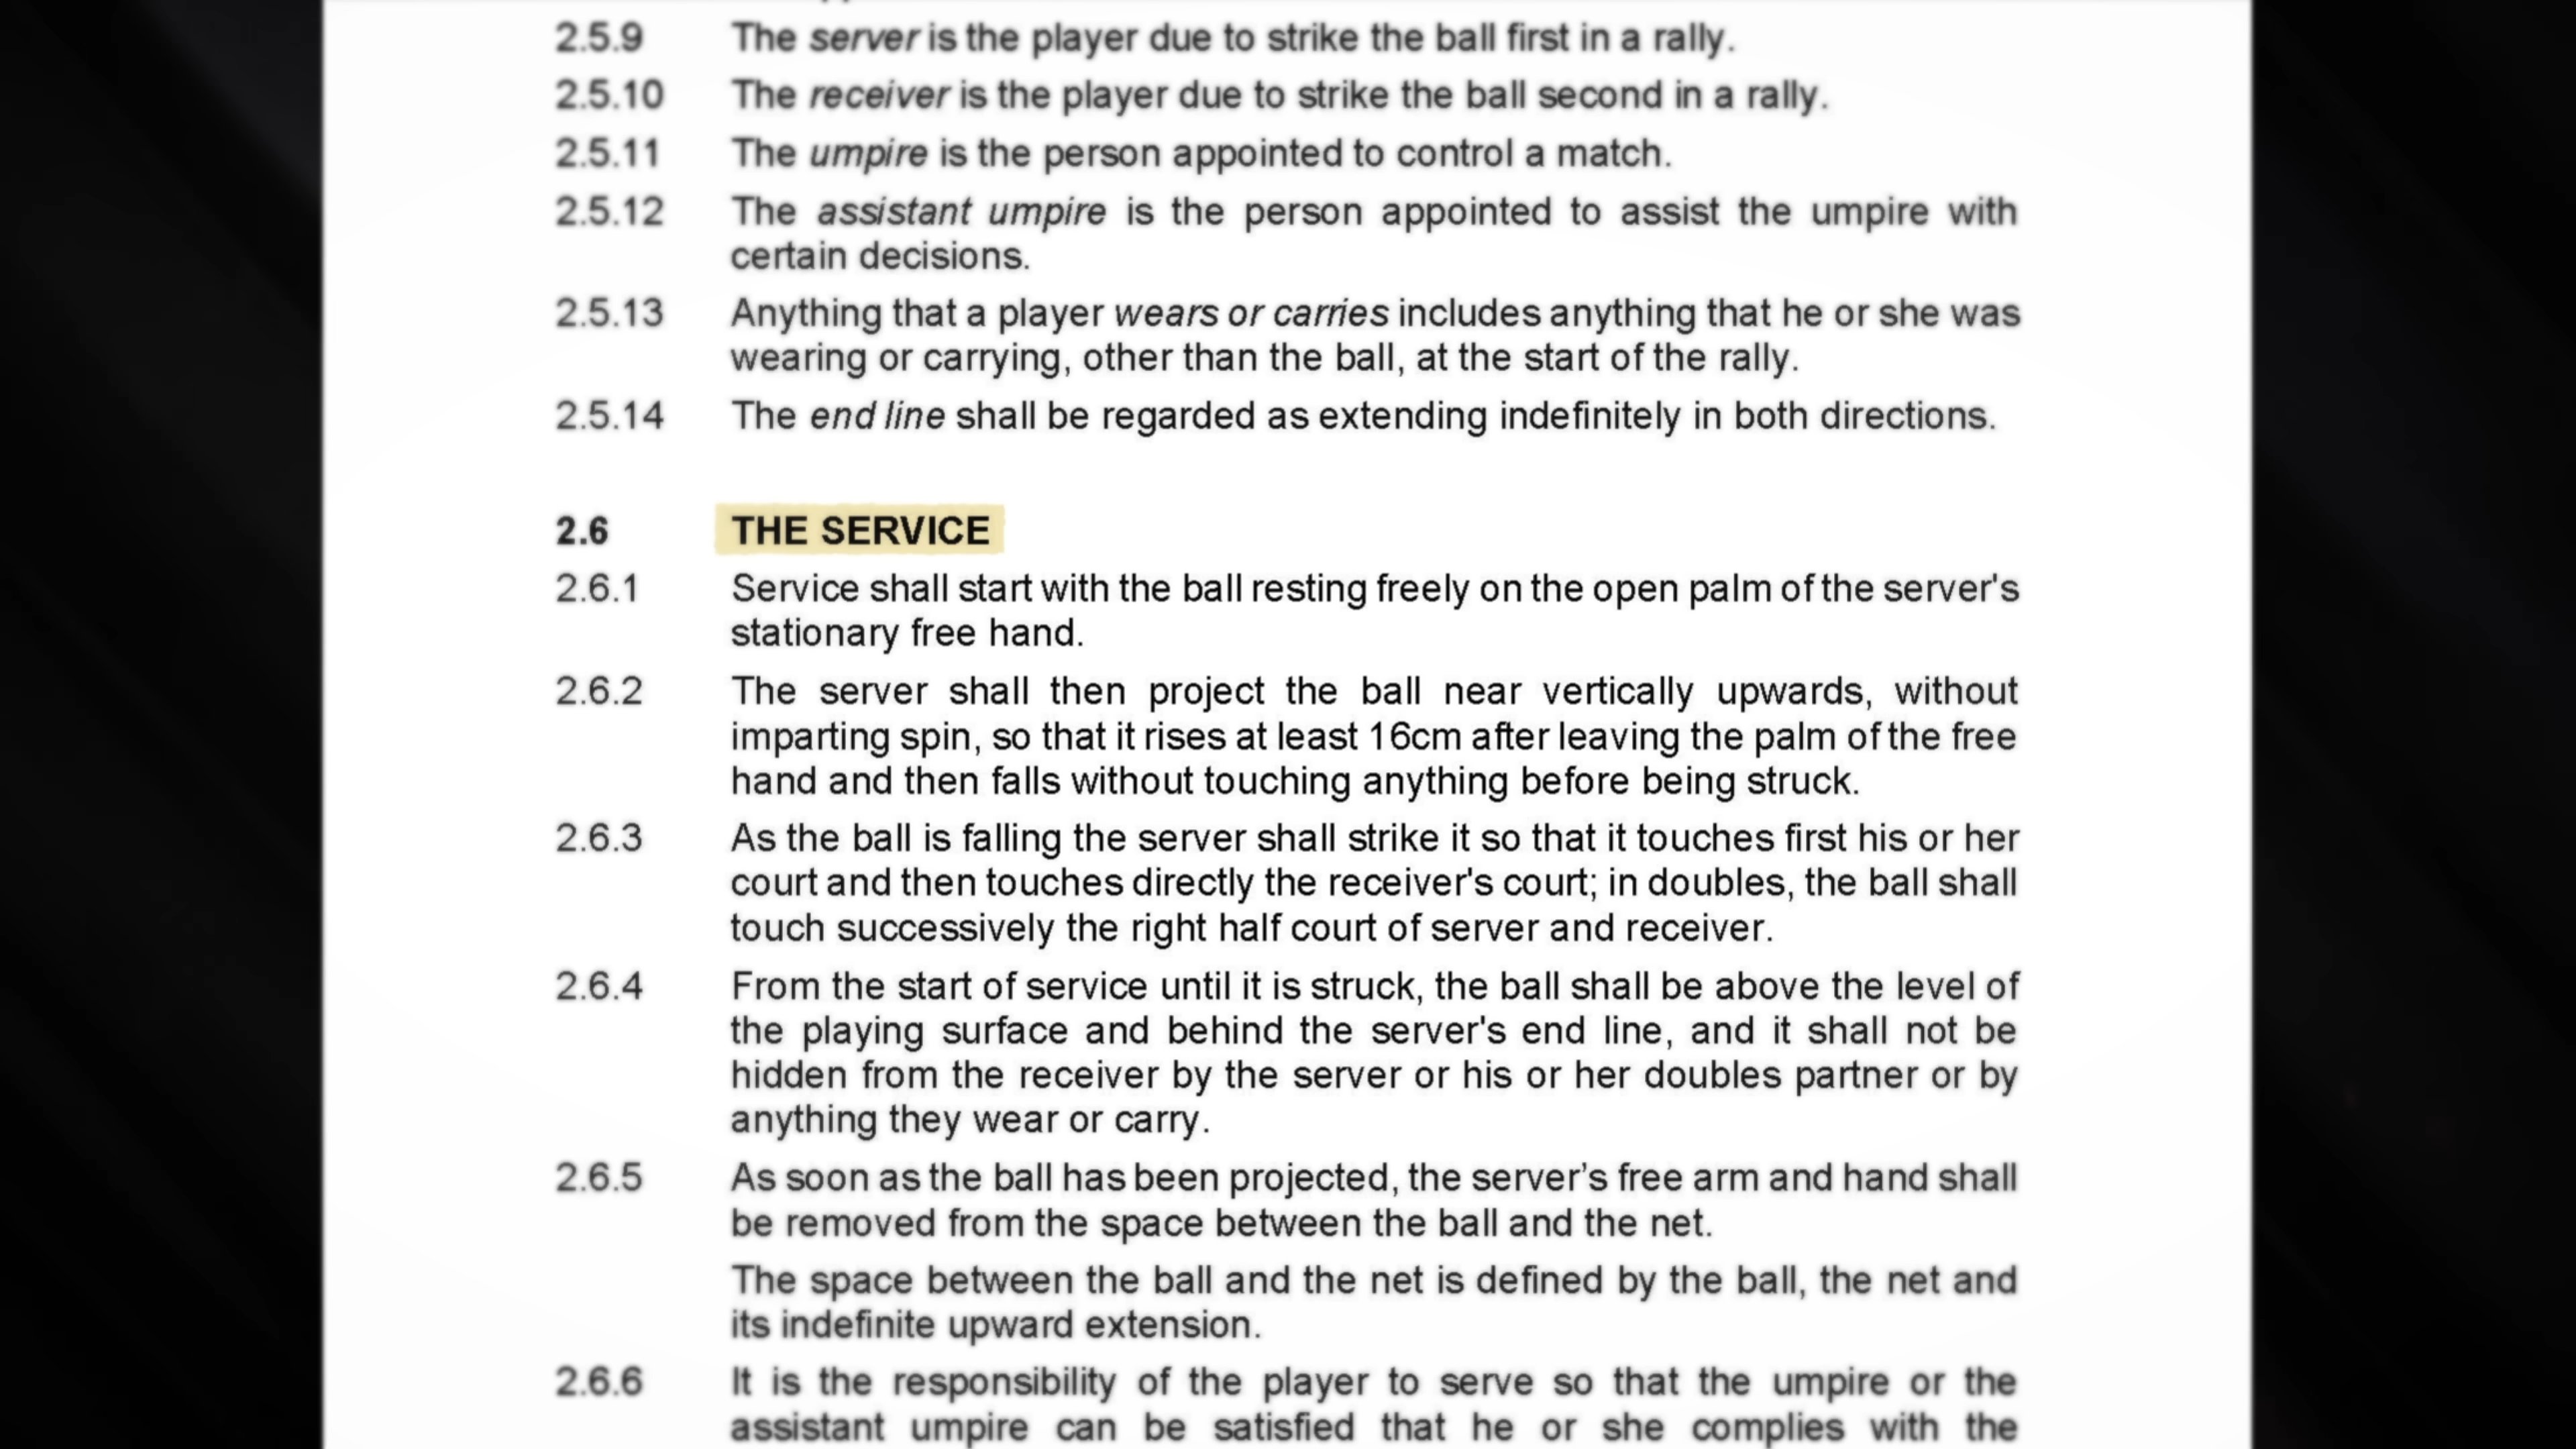 2.5.9 The server is the player due to strike the ball first in a rally.
2.5.10 The receiver is the player due to strike the ball second in a rally.
2.5.11 The umpire is the person appointed to control a match.
2.5.12 The assistant umpire is the person appointed to assist the umpire with
certain decisions.
2.5.13 Anything that a player wears or carries includes anything that he or she was
wearing or carrying, other than the ball, at the start of the rally.
2.5.14 The end line shall be regarded as extending indefinitely in both directions.
2.6 THE SERVICE
2.6.1 Service shall start with the ball resting freely on the open palm of the server's
stationary free hand.
2.6.2 The server shall then project the ball near vertically upwards, without
imparting spin, so that it rises at least 16cm after leaving the palm of the free
hand and then falls without touching anything before being struck.
2.6.3 As the ball is falling the server shall strike it so that it touches first his or her
court and then touches directly the receiver's court; in doubles, the ball shall
touch successively the right half court of server and receiver.
2.6.4 From the start of service until it is struck, the ball shall be above the level of
the playing surface and behind the server's end line, and it shall not be
hidden from the receiver by the server or his or her doubles partner or by
anything they wear or carry.
2.6.5 As soon as the ball has been projected, the server’s free arm and hand shall
be removed from the space between the ball and the net.
The space between the ball and the net is defined by the ball, the net and
its indefinite upward extension.
2.6.6 It is the responsibility of the player to serve so that the umpire or the
assistant umpire can be satisfied that he or she complies with the